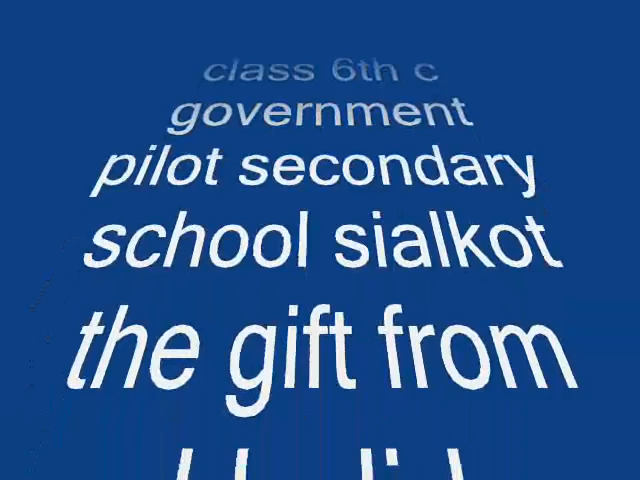 class 6th c
government
pilot secondary
school sialkot
the gift from